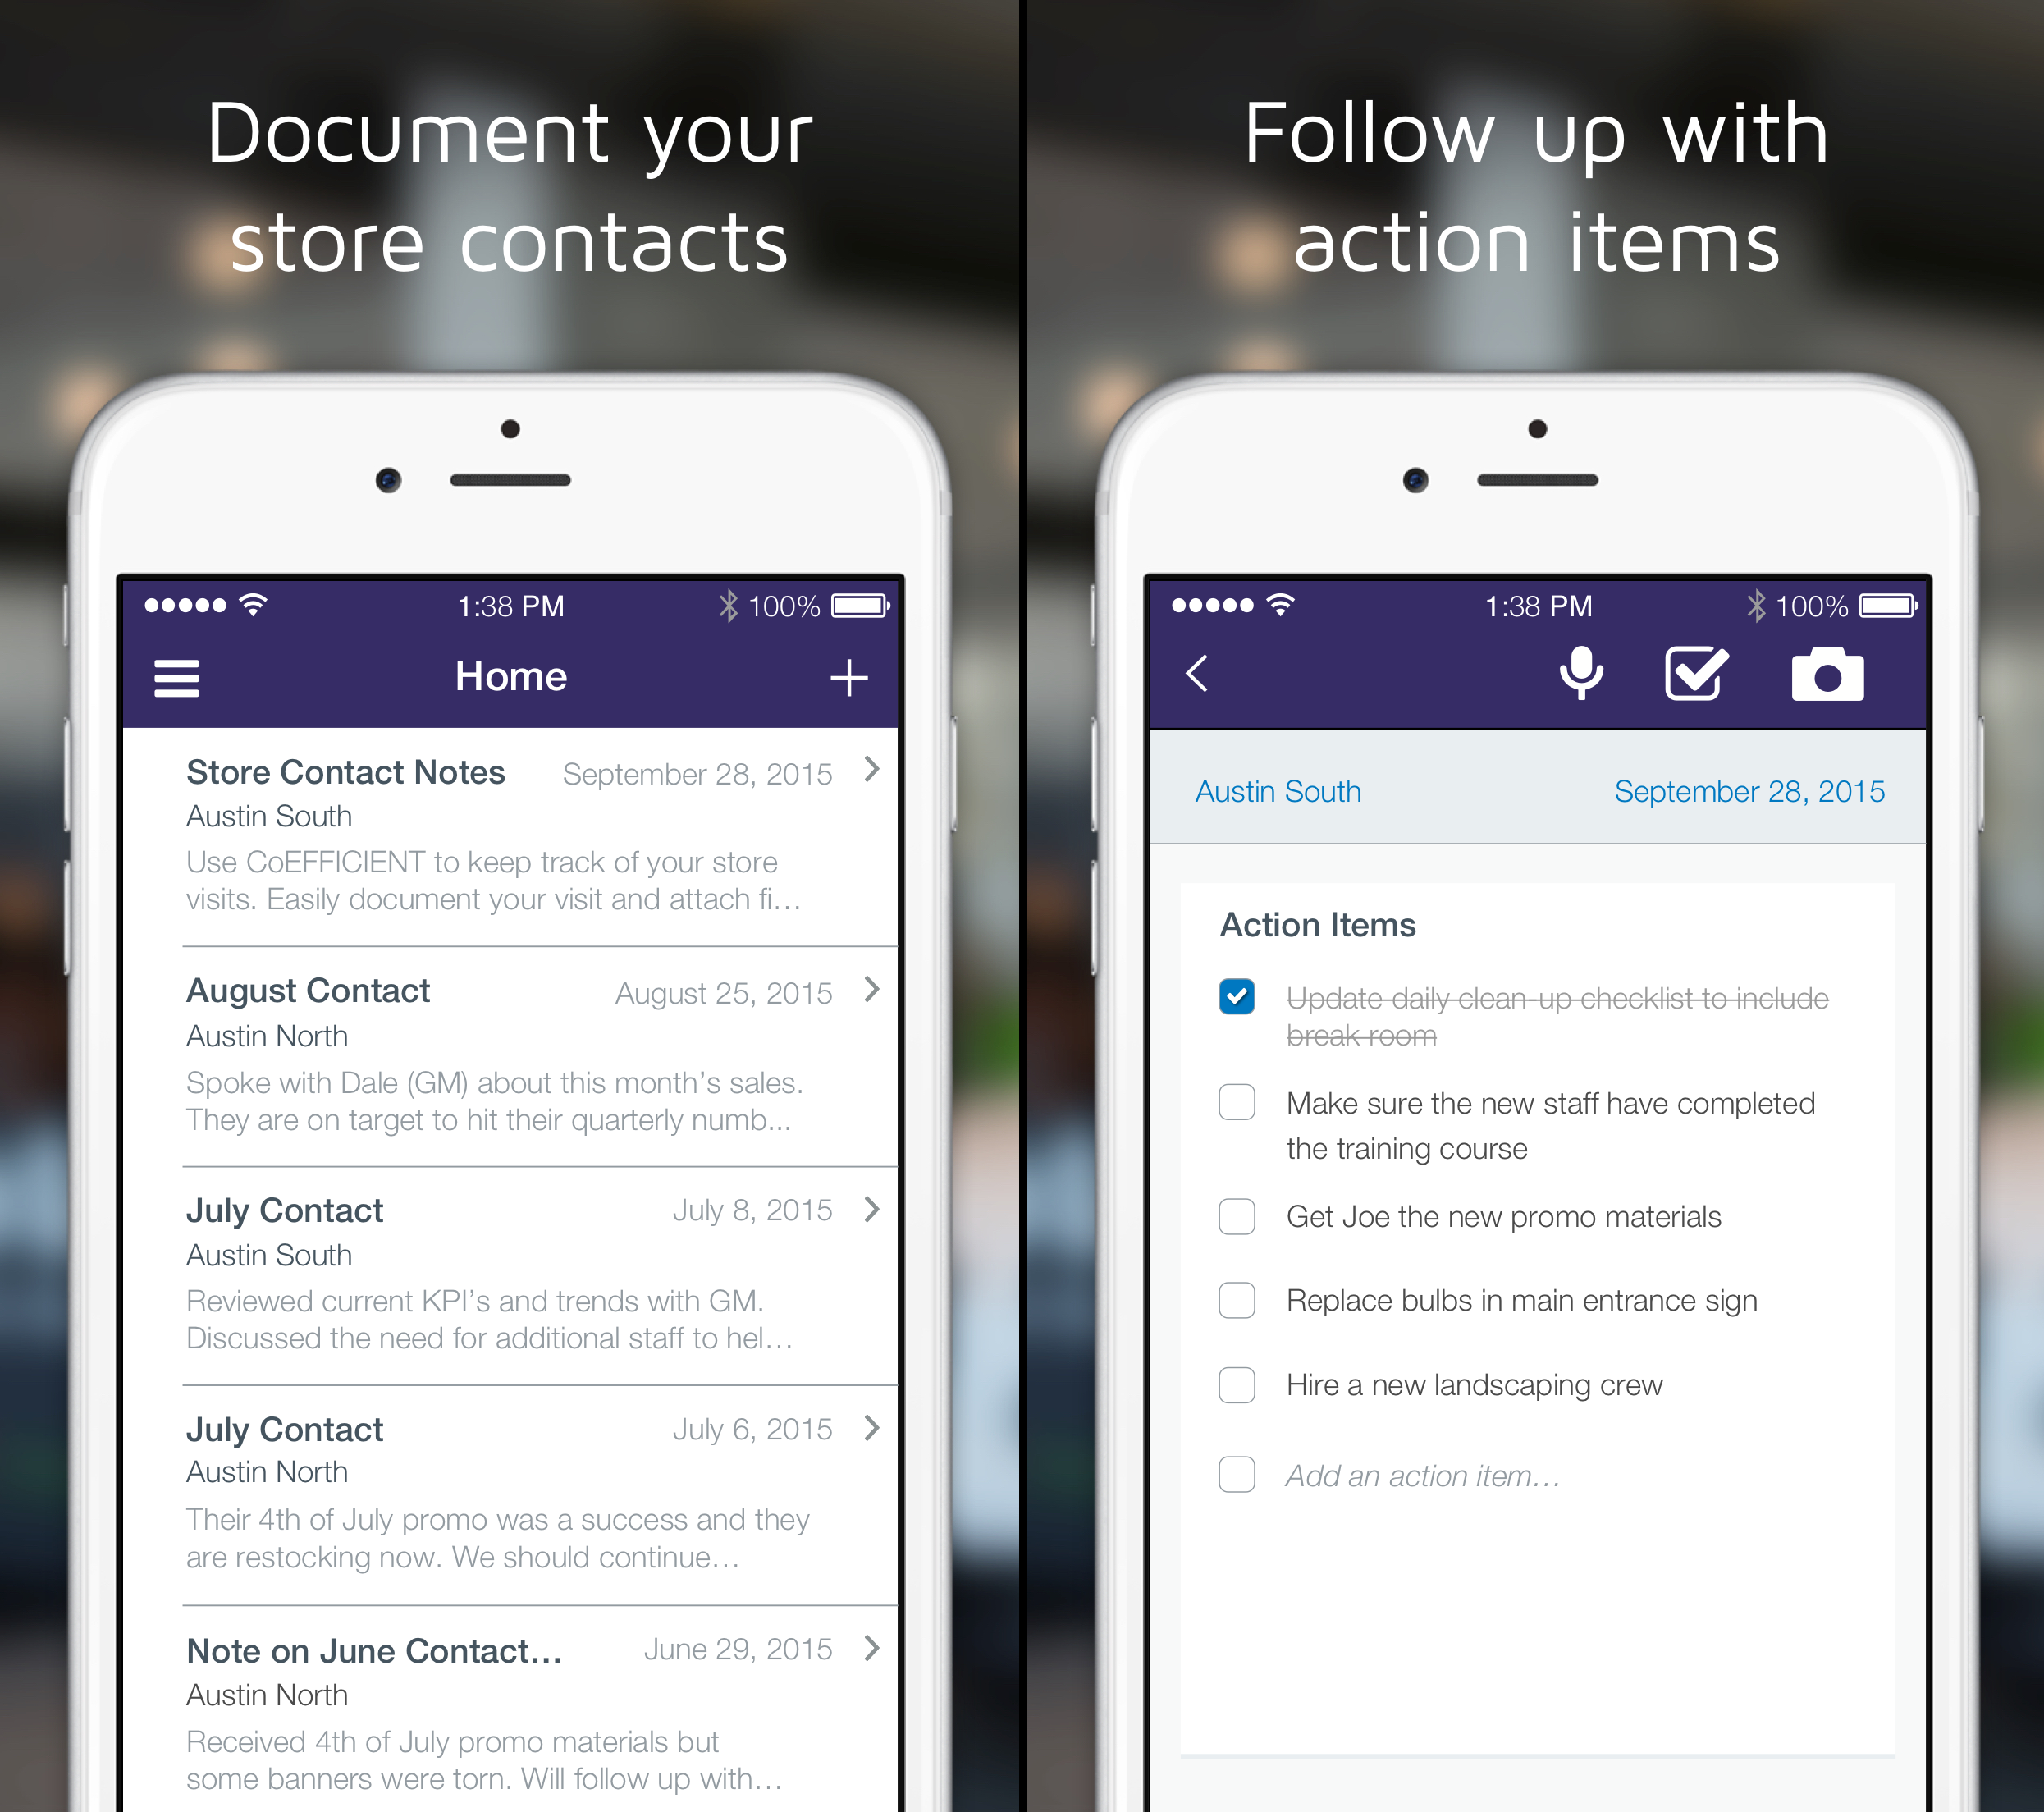 Document your
store contacts
1:38 PM
100%
Home
Store Contact Notes
September 28, 2015
Austin South
Use CoEFFICIENT to keep track of your store
visits. Easily document your visit and attach fi…
August Contact
August 25, 2015
Austin North
Spoke with Dale (GM) about this month’s sales.
They are on target to hit their quarterly numb...
July Contact
July 8, 2015
Austin South
Reviewed current KPI’s and trends with GM.
Discussed the need for additional staff to hel…
July Contact
July 6, 2015
Austin North
Their 4th of July promo was a success and they
are restocking now. We should continue…
Note on June Contact…
June 29, 2015
Austin North
Received 4th of July promo materials but
some banners were torn. Will follow up with…
Follow up with
action items
1:38 PM
100%
Austin South
September 28, 2015
Action Items
Update daily clean-up checklist to include
break room
Make sure the new staff have completed
the training course
Get Joe the new promo materials
Replace bulbs in main entrance sign
Hire a new landscaping crew
Add an action item…